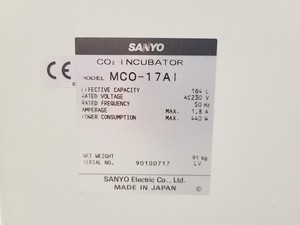 SANYO
CE
CO₂ INCUBATOR
MODEL MCO-17AI
EFFECTIVE CAPACITY 164 L
RATED VOLTAGE AC230 V
RATED FREQUENCY 50 Hz
AMPERAGE MAX. 1.8 A
POWER CONSUMPTION MAX. 440 W
NET WEIGHT 91 kg
SERIAL NO. 90100717 LV
SANYO Electric Co., Ltd.
MADE IN JAPAN